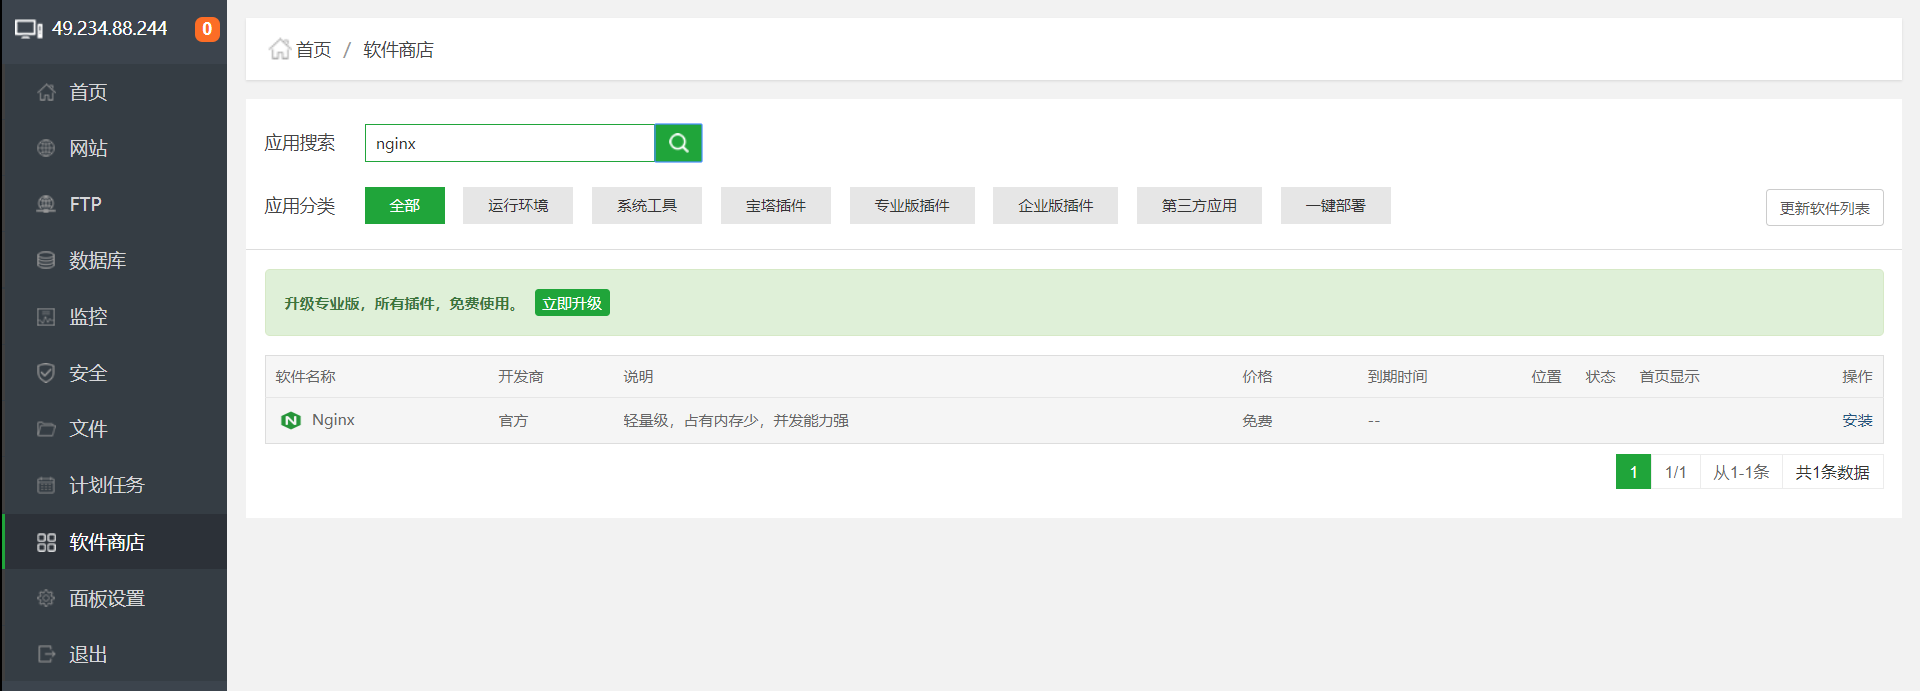 49.234.88.244 0
首页
网站
FTP
数据库
监控
安全
文件
计划任务
软件商店
面板设置
退出
首页 / 软件商店
应用搜索 nginx
应用分类 全部 运行环境 系统工具 宝塔插件 专业版插件 企业版插件 第三方应用 一键部署 更新软件列表
升级专业版，所有插件，免费使用。 立即升级
软件名称 开发商 说明 价格 到期时间 位置 状态 首页显示 操作
Nginx 官方 轻量级，占有内存少，并发能力强 免费 -- 安装
1 1/1 从1-1条 共1条数据